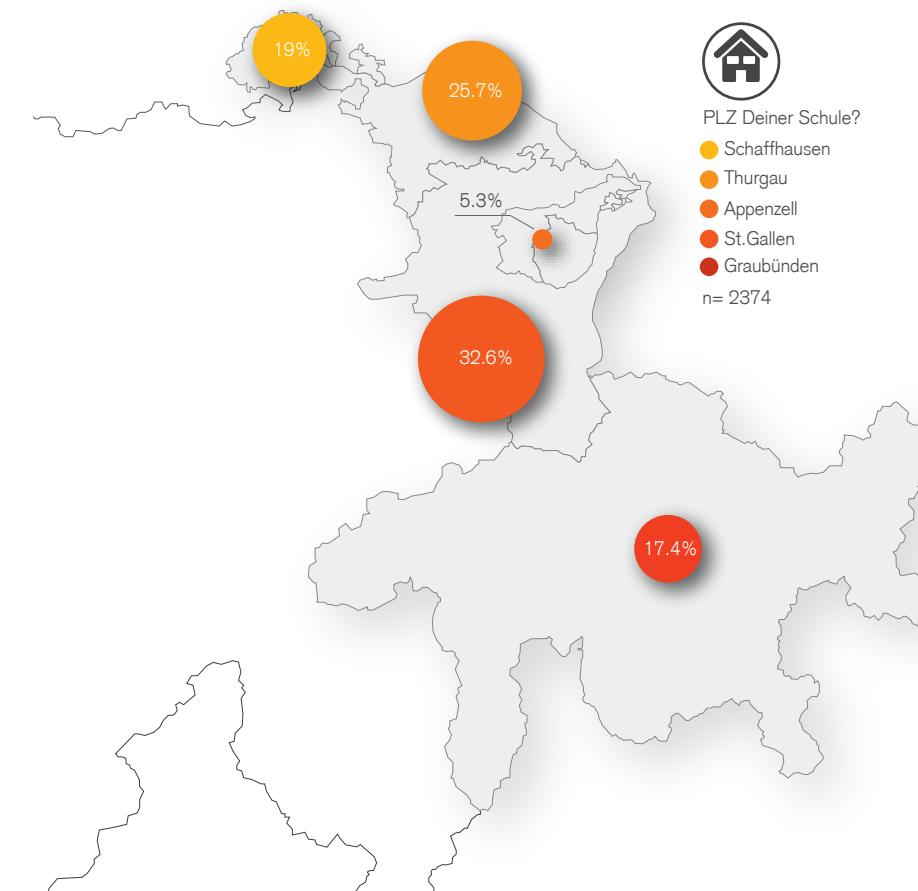 19%
25.7%
5.3%
32.6%
17.4%
PLZ Deiner Schule?
Schaffhausen
Thurgau
Appenzell
St.Gallen
Graubünden
n= 2374